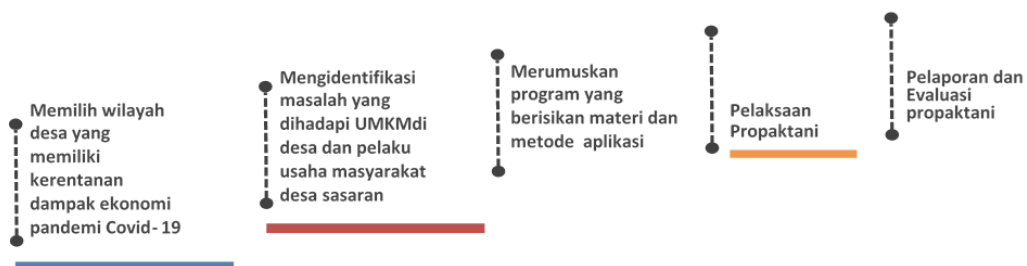 Memilih wilayah
desa yang
memiliki
kerentanan
dampak ekonomi
pandemi Covid- 19
Mengidentifikasi
masalah yang
dihadapi UMKMdi
desa dan pelaku
usaha masyarakat
desa sasaran
Merumuskan
program yang
berisikan materi dan
metode aplikasi
Pelaksaan
Propaktani
Pelaporan dan
Evaluasi
propaktani